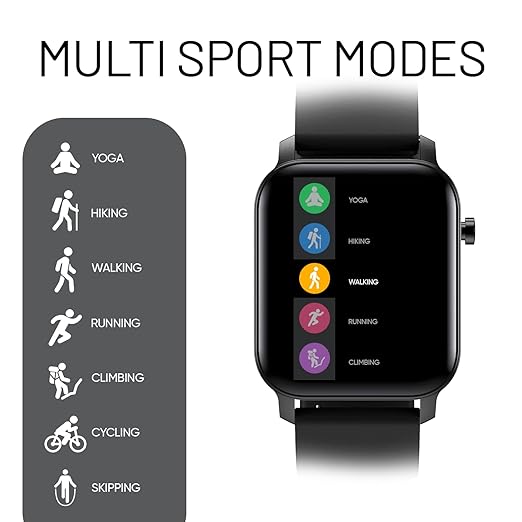 MULTI SPORT MODES
YOGA
HIKING
WALKING
RUNNING
CLIMBING
CYCLING
SKIPPING
YOGA
HIKING
WALKING
RUNNING
CLIMBING